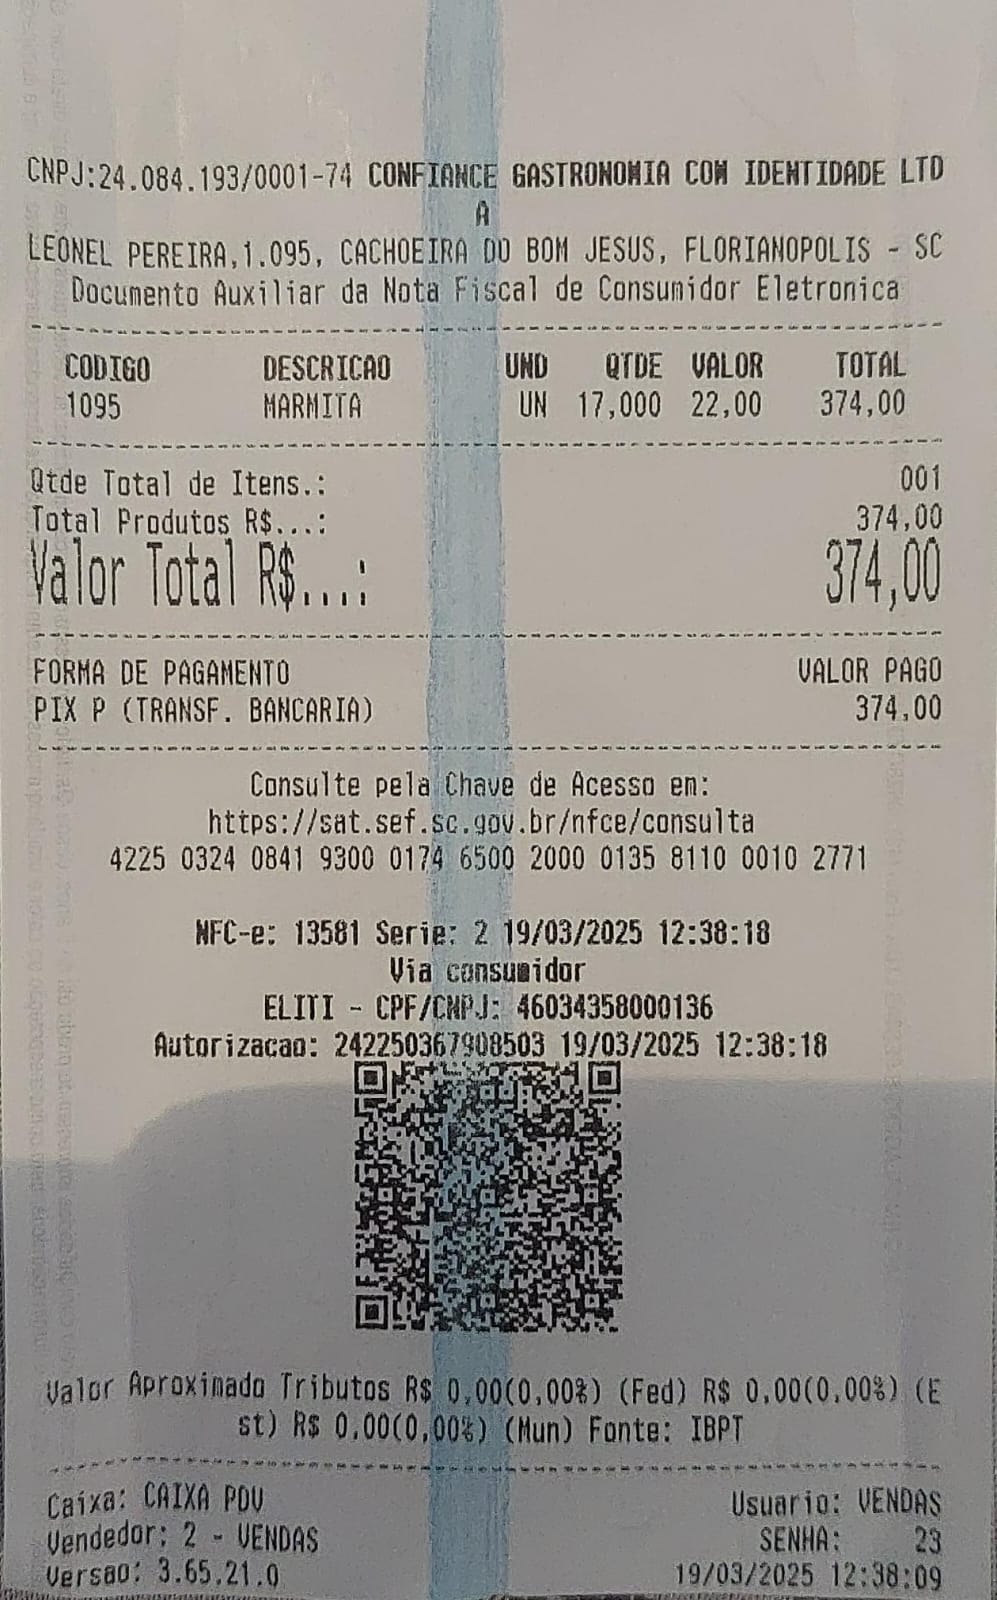 CNPJ:24.084.193/0001-74 CONFIANCE GASTRONOMIA COM IDENTIDADE LTD
A
LEONEL PEREIRA,1.095, CACHOEIRA DO BOM JESUS, FLORIANOPOLIS - SC
Documento Auxiliar da Nota Fiscal de Consumidor Eletronica
CODIGO DESCRICAO UND QTDE VALOR TOTAL
1095 MARMITA UN 17,000 22,00 374,00
Qtde Total de Itens.: 001
Total Produtos R$...: 374,00
Valor Total R$...: 374,00
FORMA DE PAGAMENTO VALOR PAGO
PIX P (TRANSF. BANCARIA) 374,00
Consulte pela Chave de Acesso em:
https://sat.sef.sc.gov.br/nfce/consulta
4225 0324 0841 9300 0174 6500 2000 0135 8110 0010 2771
NFC-e: 13581 Serie: 2 19/03/2025 12:38:18
Via consumidor
ELITI - CPF/CNPJ: 46034358000136
Autorizacao: 242250367908503 19/03/2025 12:38:18
Valor Aproximado Tributos R$ 0,00(0,00%) (Fed) R$ 0,00(0,00%) (E
st) R$ 0,00(0,00%) (Mun) Fonte: IBPT
Caixa: CAIXA PDV Usuario: VENDAS
Vendedor: 2 - VENDAS SENHA: 23
Versao: 3.65.21.0 19/03/2025 12:38:09